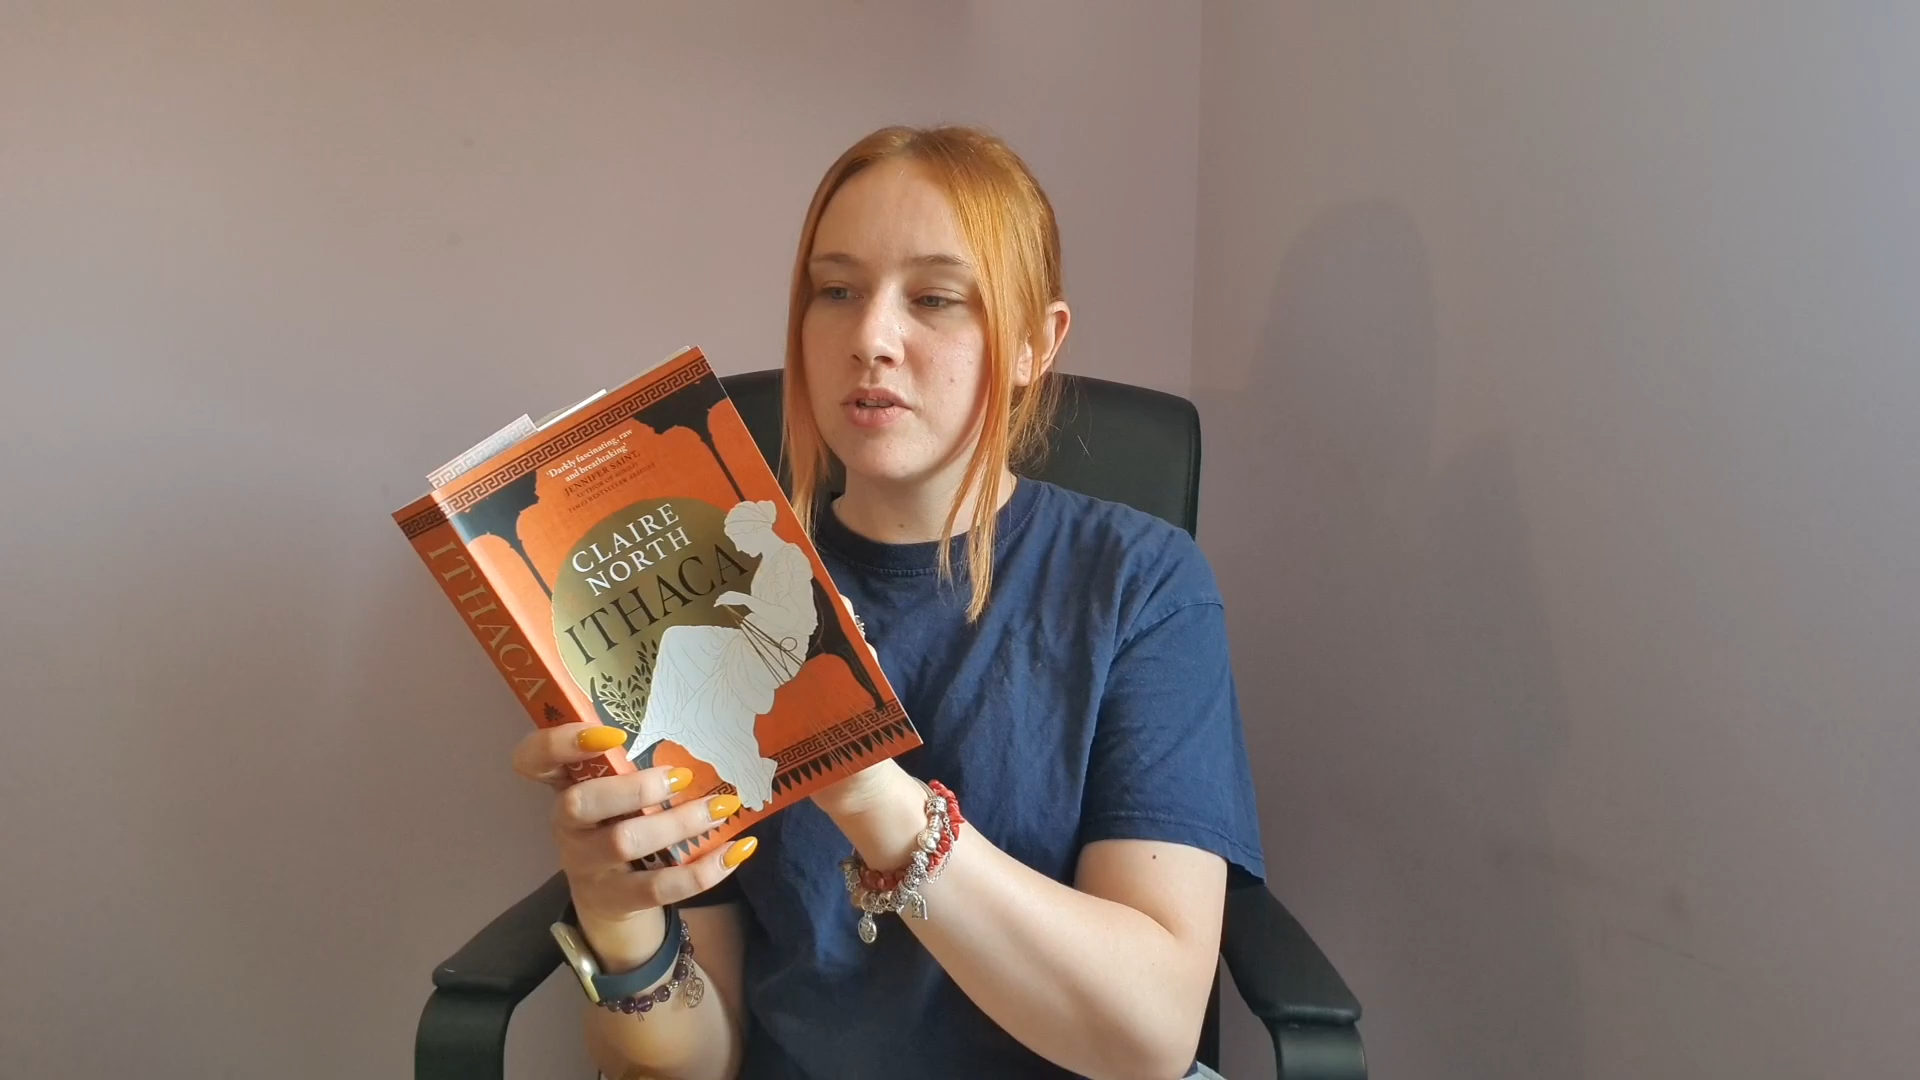 'Darkly fascinating, raw
and breathtaking'
JENNIFER SAINT,
CLAIRE
NORTH
ITHACA
ITHACA